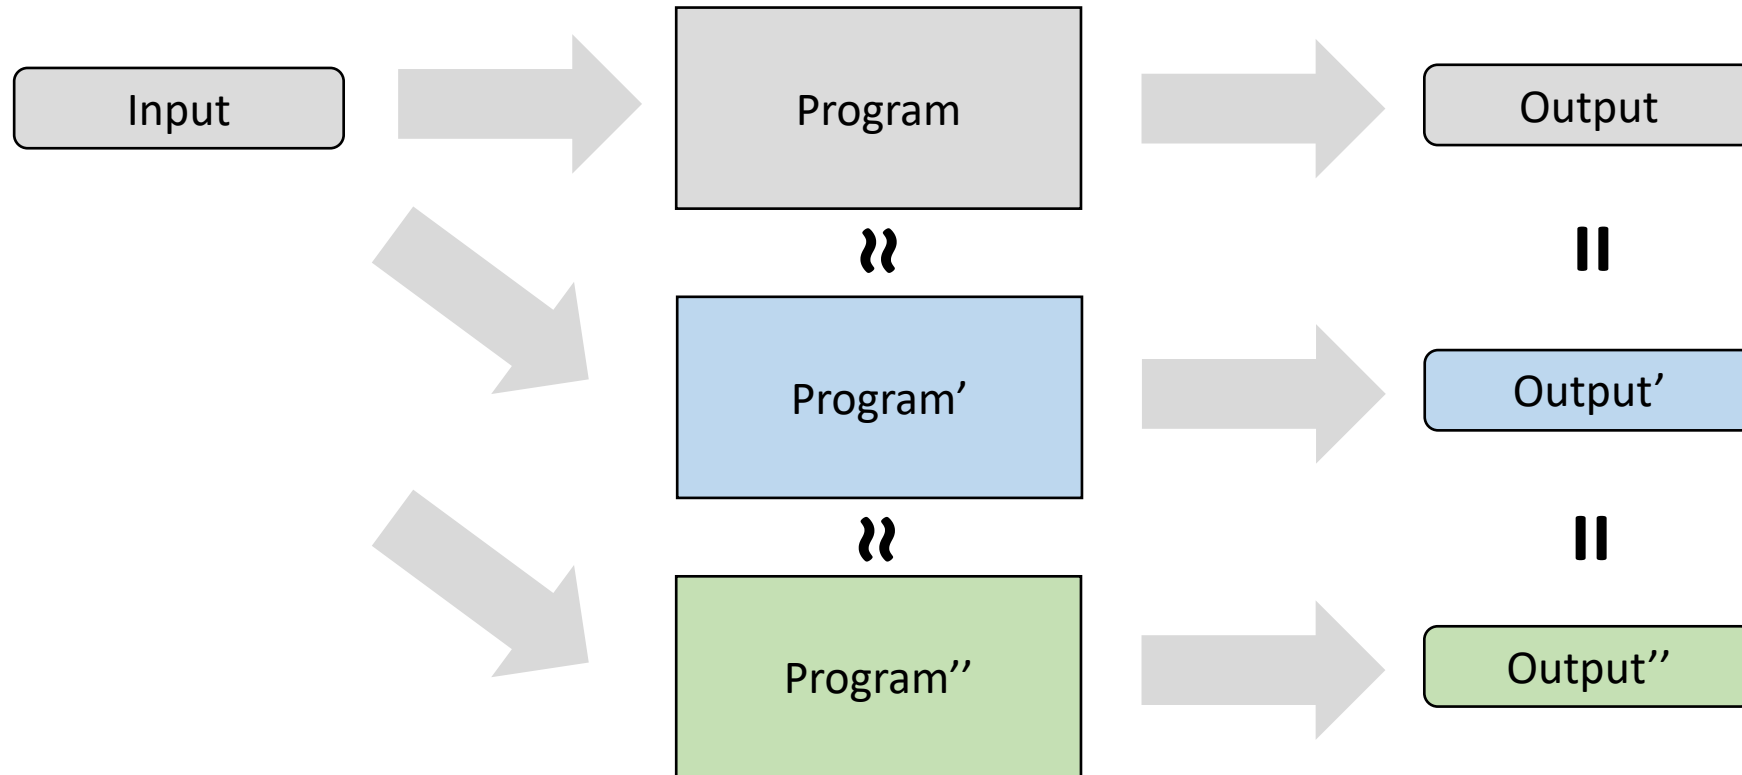 Input
Program
Output
≈
=
Program’
Output’
≈
=
Program’’
Output’’